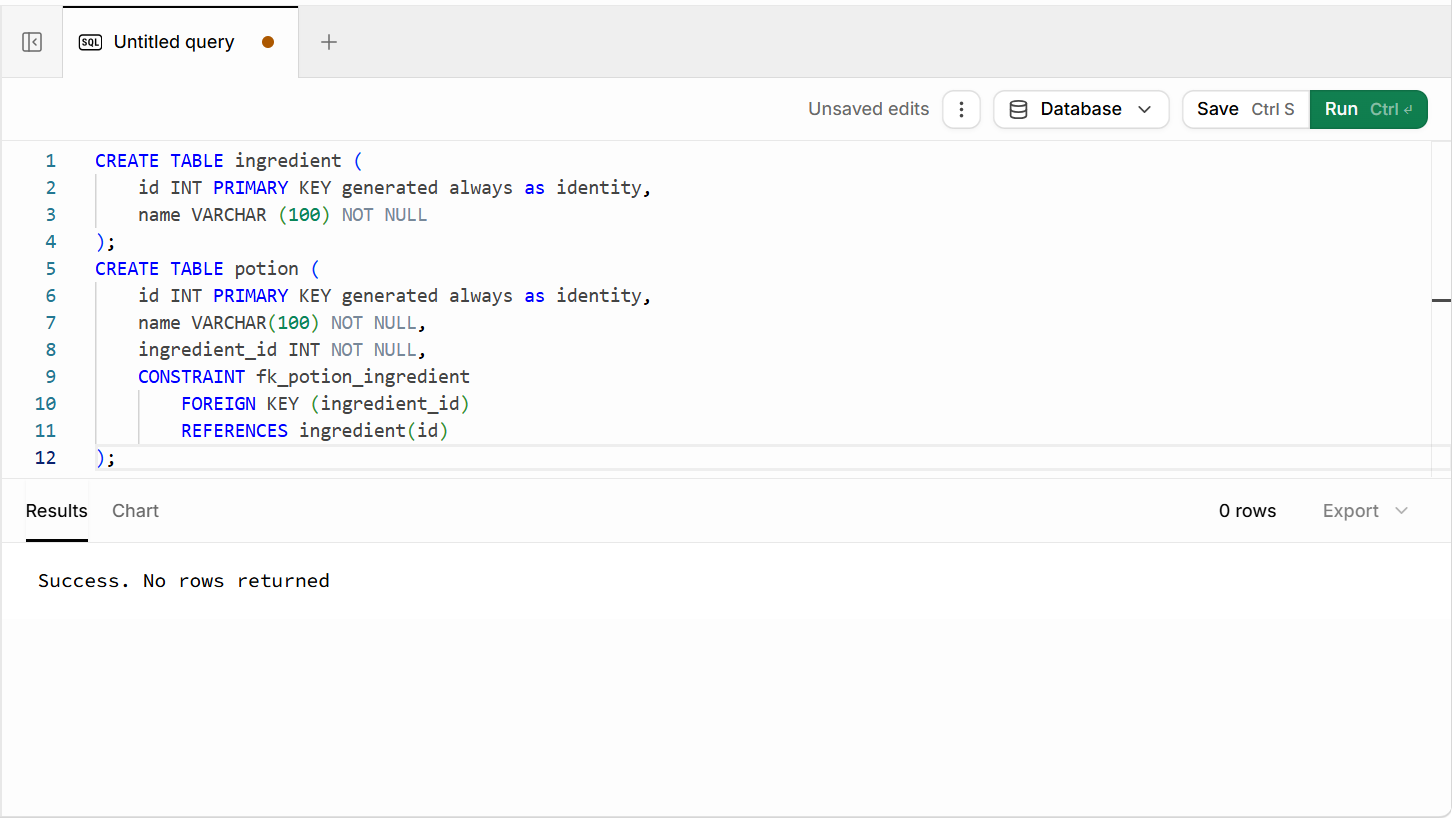 SQL Untitled query
Unsaved edits Database Save Ctrl S Run Ctrl ↵
1 CREATE TABLE ingredient (
2     id INT PRIMARY KEY generated always as identity,
3     name VARCHAR (100) NOT NULL
4 );
5 CREATE TABLE potion (
6     id INT PRIMARY KEY generated always as identity,
7     name VARCHAR(100) NOT NULL,
8     ingredient_id INT NOT NULL,
9     CONSTRAINT fk_potion_ingredient
10         FOREIGN KEY (ingredient_id)
11         REFERENCES ingredient(id)
12 );
Results Chart 0 rows Export
Success. No rows returned